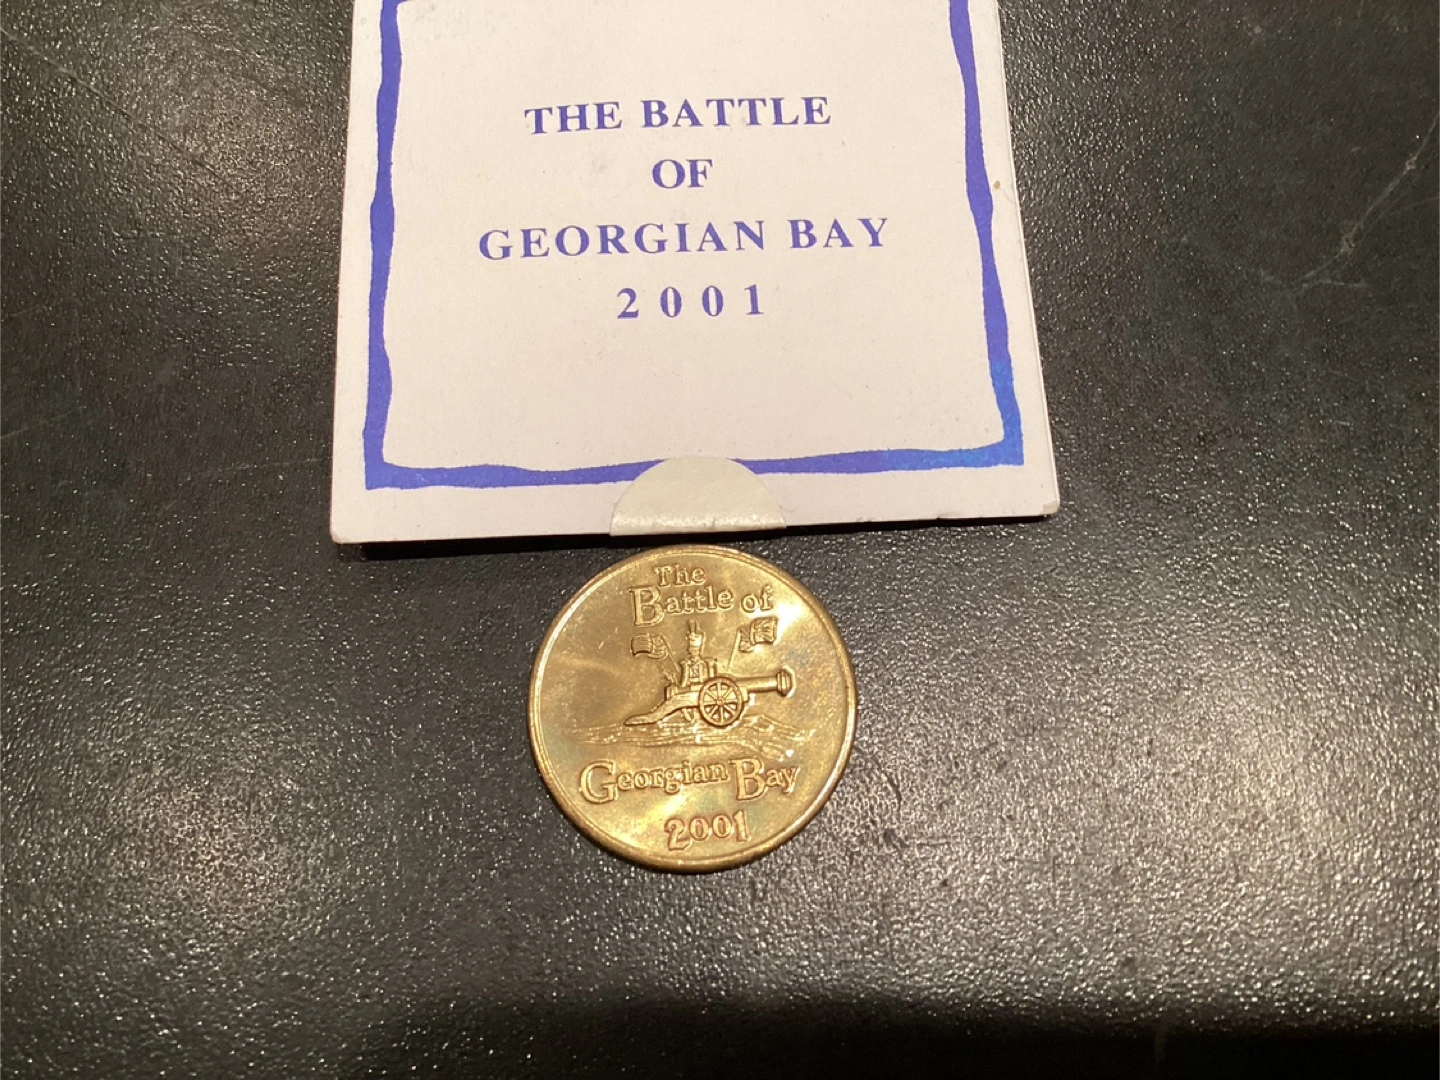 THE BATTLE
OF
GEORGIAN BAY
2001
The
Battle of
Georgian Bay
2001